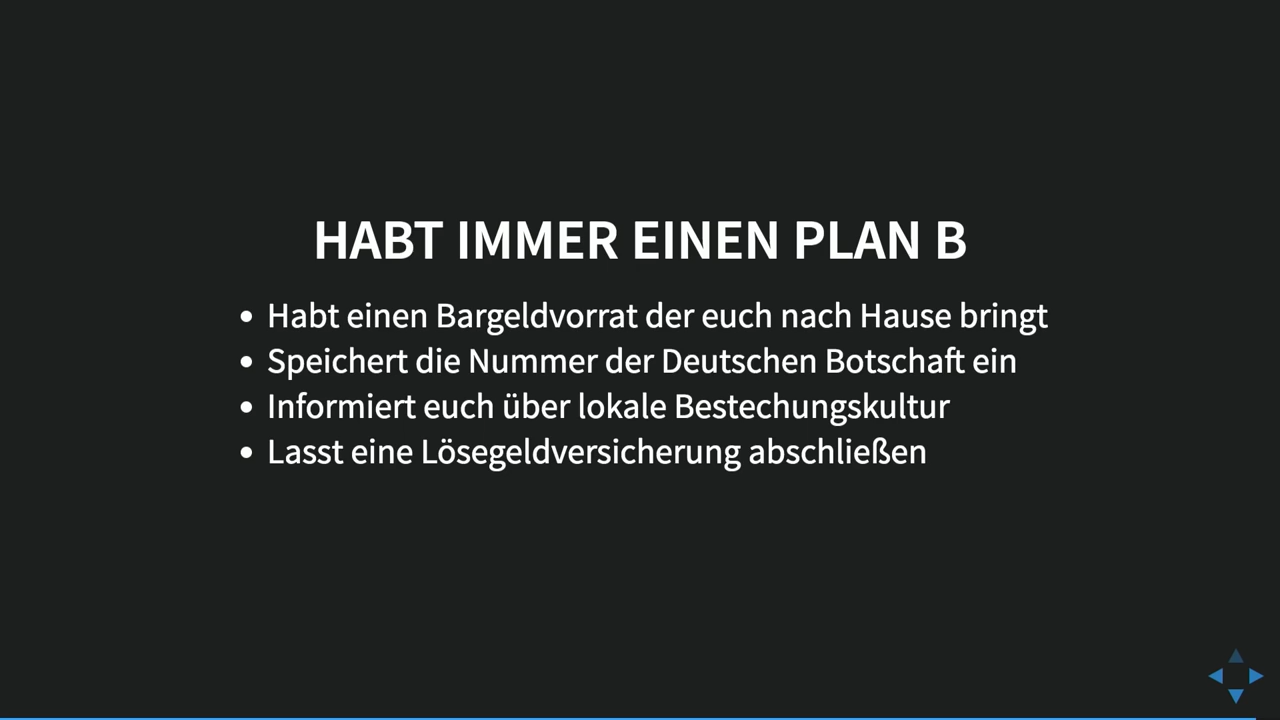 HABT IMMER EINEN PLAN B
• Habt einen Bargeldvorrat der euch nach Hause bringt
• Speichert die Nummer der Deutschen Botschaft ein
• Informiert euch über lokale Bestechungskultur
• Lasst eine Lösegeldversicherung abschließen